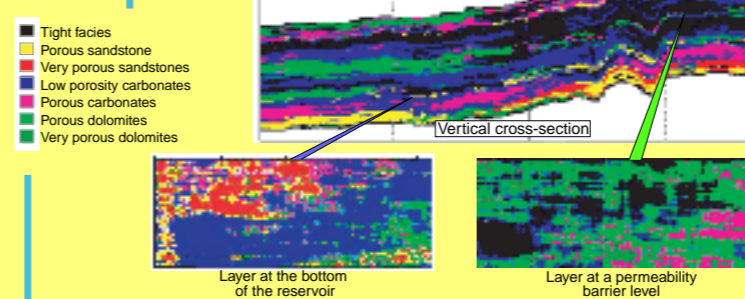 Tight facies
Porous sandstone
Very porous sandstones
Low porosity carbonates
Porous carbonates
Porous dolomites
Very porous dolomites
Vertical cross-section
Layer at the bottom
of the reservoir
Layer at a permeability
barrier level